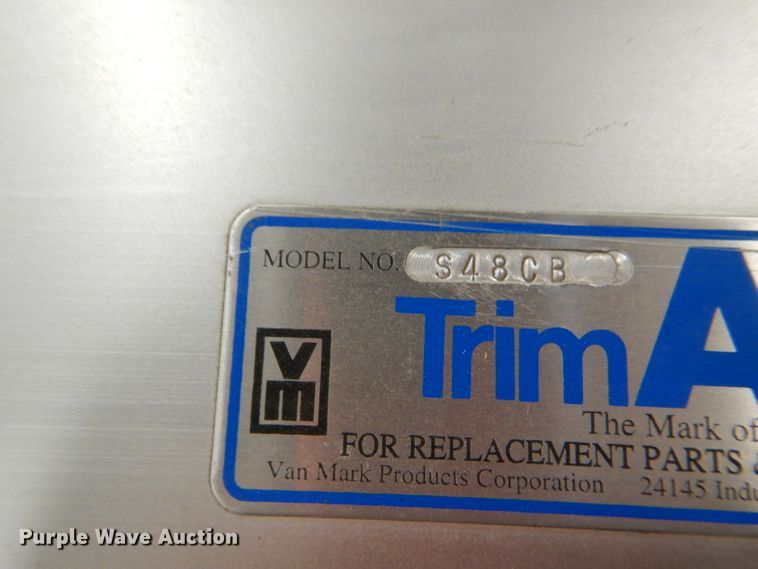 MODEL NO. S48CB
TrimA
VM
The Mark of
FOR REPLACEMENT PARTS &
Van Mark Products Corporation 24145 Indu
Purple Wave Auction